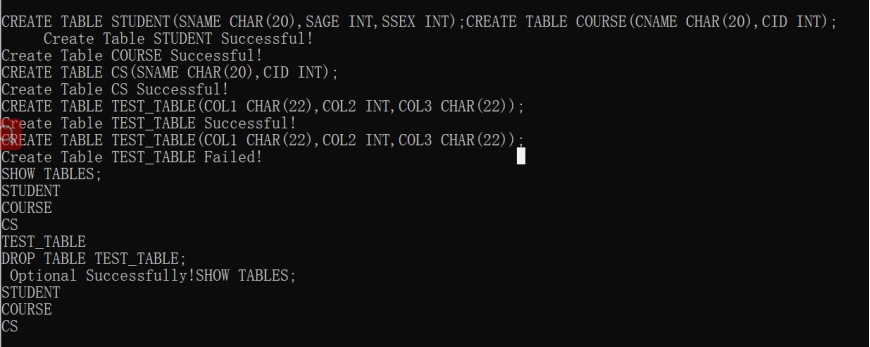 CREATE TABLE STUDENT(SNAME CHAR(20),SAGE INT,SSEX INT);CREATE TABLE COURSE(CNAME CHAR(20),CID INT);
Create Table STUDENT Successful!
Create Table COURSE Successful!
CREATE TABLE CS(SNAME CHAR(20),CID INT);
Create Table CS Successful!
CREATE TABLE TEST_TABLE(COL1 CHAR(22),COL2 INT,COL3 CHAR(22));
Create Table TEST_TABLE Successful!
CREATE TABLE TEST_TABLE(COL1 CHAR(22),COL2 INT,COL3 CHAR(22));
Create Table TEST_TABLE Failed!
SHOW TABLES;
STUDENT
COURSE
CS
TEST_TABLE
DROP TABLE TEST_TABLE;
Optional Successfully!SHOW TABLES;
STUDENT
COURSE
CS